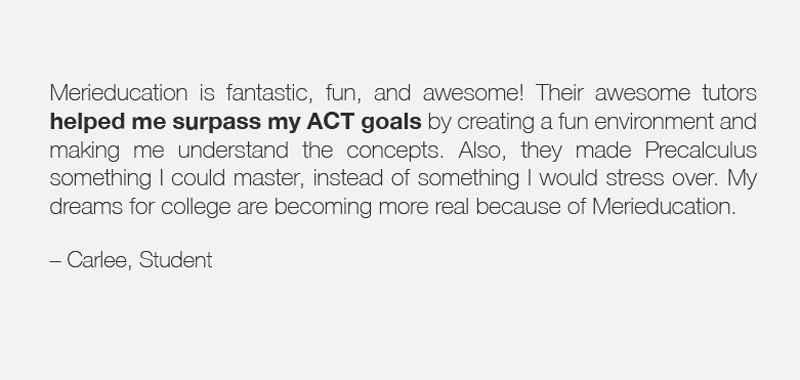 Merieducation is fantastic, fun, and awesome! Their awesome tutors
helped me surpass my ACT goals by creating a fun environment and
making me understand the concepts. Also, they made Precalculus
something I could master, instead of something I would stress over. My
dreams for college are becoming more real because of Merieducation.
– Carlee, Student